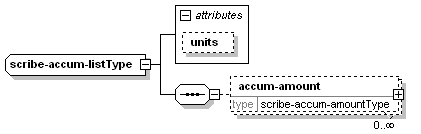 attributes
units
scribe-accum-listType
accum-amount
type scribe-accum-amountType
0..∞